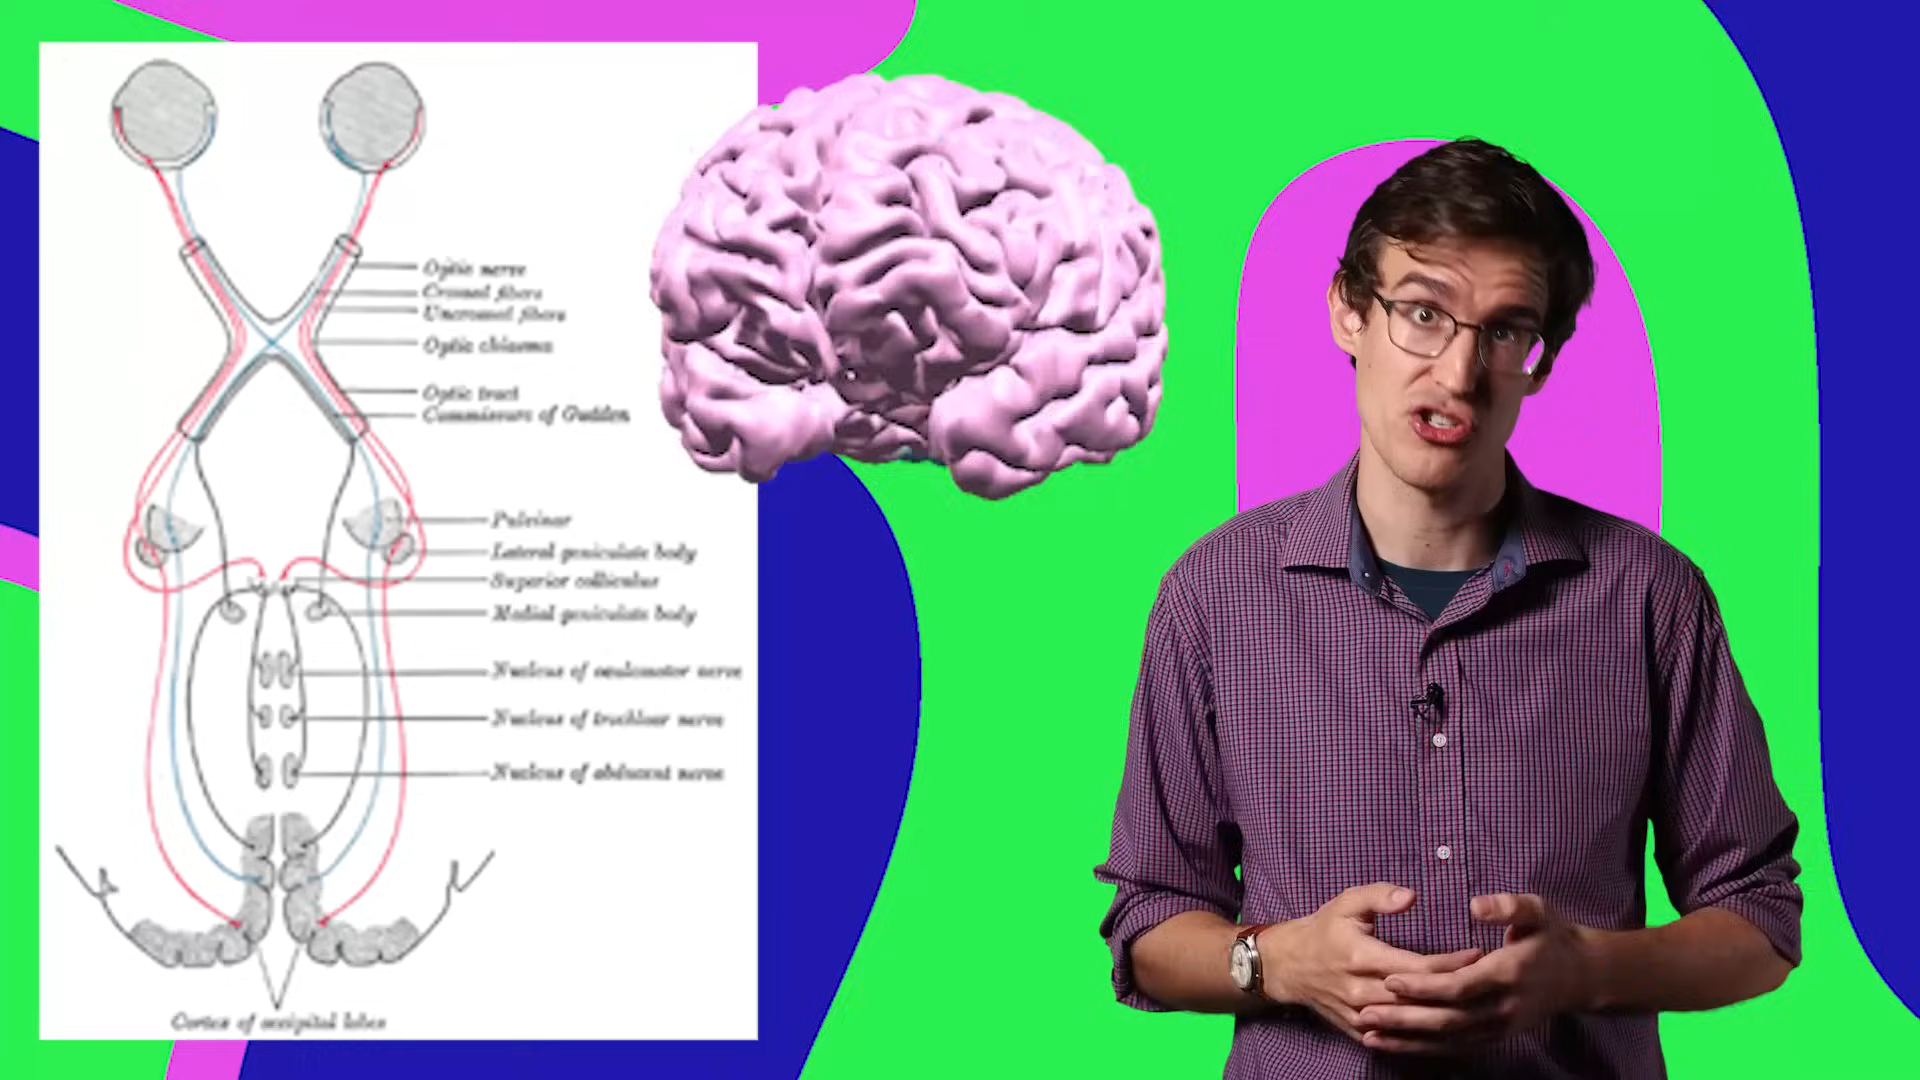 Optic nerve
Crossed fibers
Uncrossed fibers
Optic chiasma
Optic tract
Commissure of Gudden
Pulvinar
Lateral geniculate body
Superior colliculus
Medial geniculate body
Nucleus of oculomotor nerve
Nucleus of trochlear nerve
Nucleus of abducent nerve
Cortex of occipital lobes